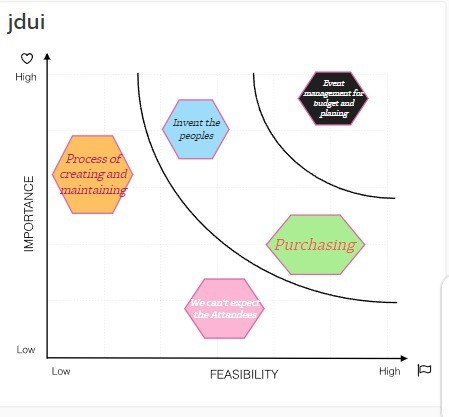 jdui
High
Event
management for
budget and
planing
Invent the
peoples
Process of
creating and
maintaining
IMPORTANCE
Purchasing
We can't expect
the Attandees
Low
Low
FEASIBILITY
High